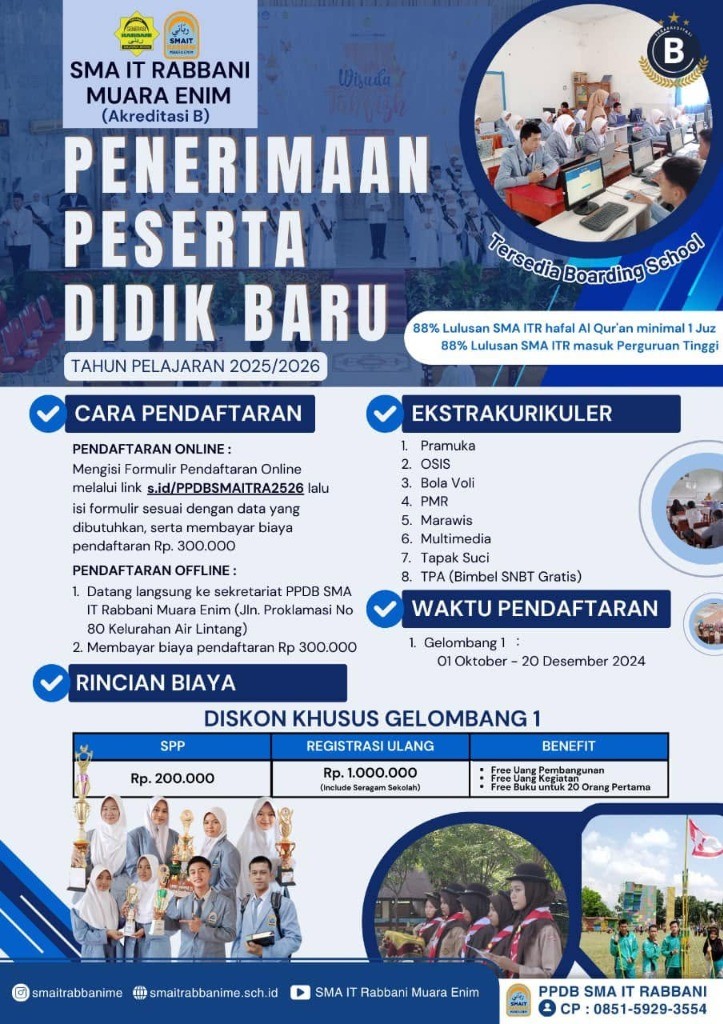 SMA IT RABBANI
MUARA ENIM
(Akreditasi B)
B
Wisuda
Tahfizh
PENERIMAAN
PESERTA
DIDIK BARU
TAHUN PELAJARAN 2025/2026
Tersedia Boarding School
88% Lulusan SMA ITR hafal Al Qur'an minimal 1 Juz
88% Lulusan SMA ITR masuk Perguruan Tinggi
CARA PENDAFTARAN
PENDAFTARAN ONLINE :
Mengisi Formulir Pendaftaran Online
melalui link s.id/PPDBSMAITRA2526 lalu
isi formulir sesuai dengan data yang
dibutuhkan, serta membayar biaya
pendaftaran Rp. 300.000
PENDAFTARAN OFFLINE :
1. Datang langsung ke sekretariat PPDB SMA
IT Rabbani Muara Enim (Jln. Proklamasi No
80 Kelurahan Air Lintang)
2. Membayar biaya pendaftaran Rp 300.000
EKSTRAKURIKULER
1. Pramuka
2. OSIS
3. Bola Voli
4. PMR
5. Marawis
6. Multimedia
7. Tapak Suci
8. TPA (Bimbel SNBT Gratis)
WAKTU PENDAFTARAN
1. Gelombang 1 :
01 Oktober - 20 Desember 2024
RINCIAN BIAYA
DISKON KHUSUS GELOMBANG 1
SPP REGISTRASI ULANG BENEFIT
Rp. 200.000
Rp. 1.000.000
(Include Seragam Sekolah)
• Free Uang Pembangunan
• Free Uang Kegiatan
• Free Buku untuk 20 Orang Pertama
smaitrabbanime smaitrabbanime.sch.id SMA IT Rabbani Muara Enim
PPDB SMA IT RABBANI
CP : 0851-5929-3554